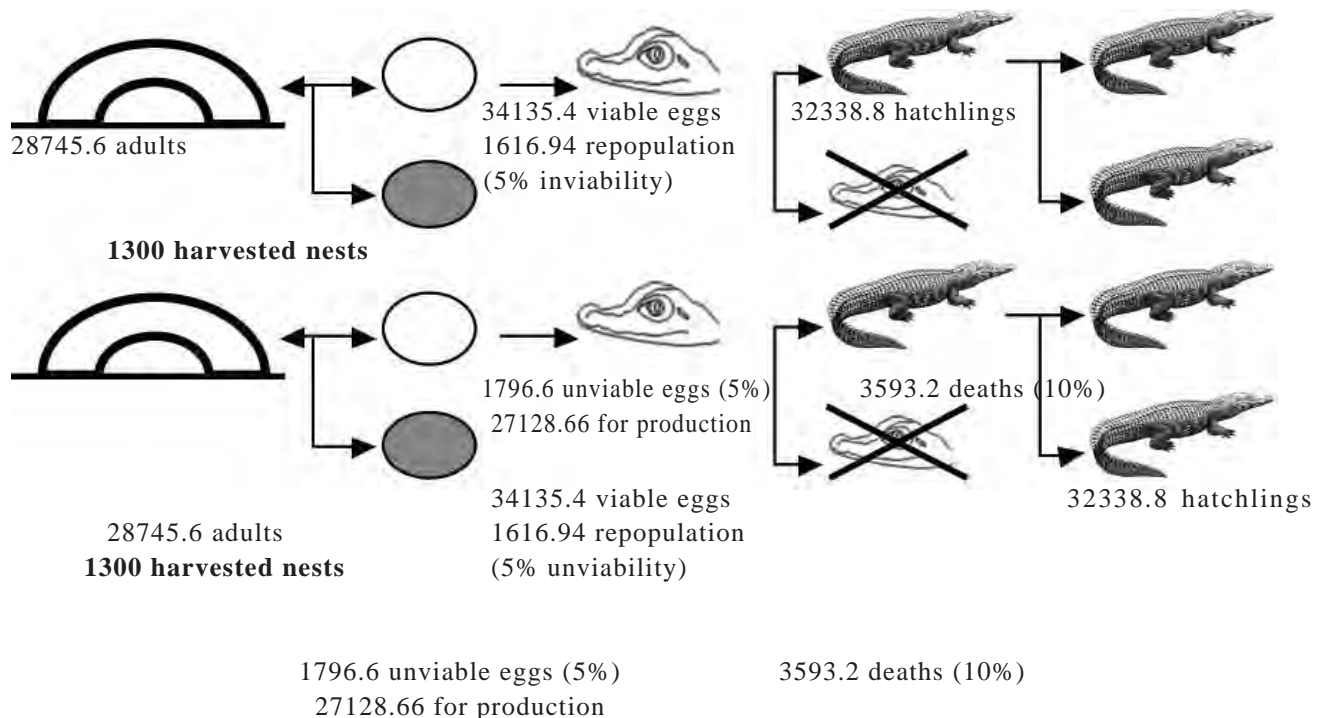 34135.4 viable eggs
32338.8 hatchlings
28745.6 adults
1616.94 repopulation
(5% inviability)
1300 harvested nests
1796.6 unviable eggs (5%)
3593.2 deaths (10%)
27128.66 for production
34135.4 viable eggs
32338.8 hatchlings
28745.6 adults
1616.94 repopulation
1300 harvested nests
(5% unviability)
1796.6 unviable eggs (5%)
3593.2 deaths (10%)
27128.66 for production